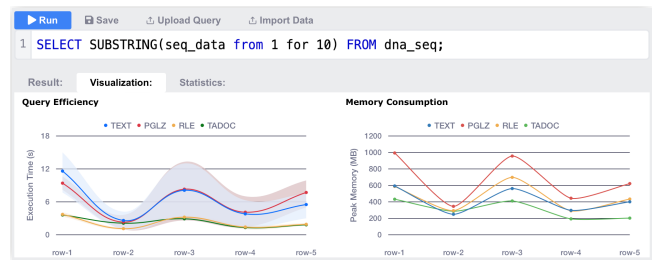 Run Save Upload Query Import Data
1 SELECT SUBSTRING(seq_data from 1 for 10) FROM dna_seq;
Result: Visualization: Statistics:
Query Efficiency
TEXT PGLZ RLE TADOC
Execution Time (s)
18
12
6
0
row-1 row-2 row-3 row-4 row-5
Memory Consumption
TEXT PGLZ RLE TADOC
Peak Memory (MB)
1200
1000
800
600
400
200
0
row-1 row-2 row-3 row-4 row-5